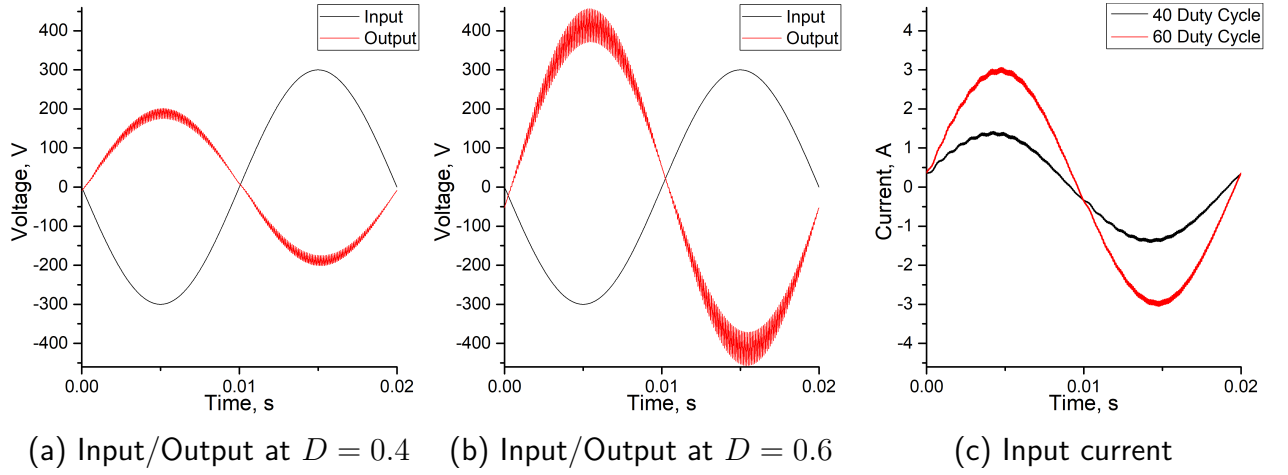 Input
Output
Voltage, V
400
300
200
100
0
-100
-200
-300
-400
0.00
0.01
0.02
Time, s
(a) Input/Output at D = 0.4
Input
Output
Voltage, V
400
300
200
100
0
-100
-200
-300
-400
0.00
0.01
0.02
Time, s
(b) Input/Output at D = 0.6
40 Duty Cycle
60 Duty Cycle
Current, A
4
3
2
1
0
-1
-2
-3
-4
0.00
0.01
0.02
Time, s
(c) Input current